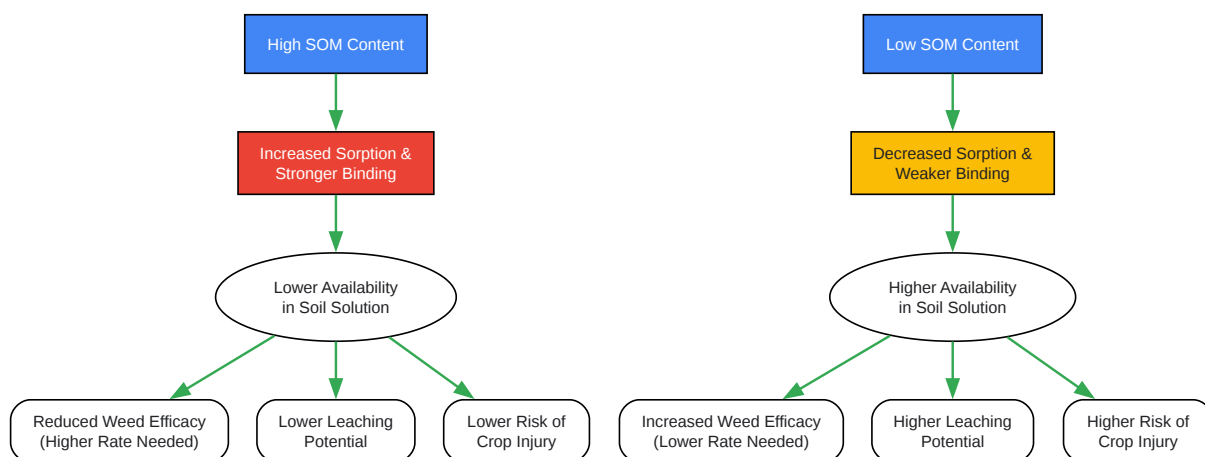 High SOM Content
Low SOM Content
Increased Sorption &
Stronger Binding
Decreased Sorption &
Weaker Binding
Lower Availability
in Soil Solution
Higher Availability
in Soil Solution
Reduced Weed Efficacy
(Higher Rate Needed)
Lower Leaching
Potential
Lower Risk of
Crop Injury
Increased Weed Efficacy
(Lower Rate Needed)
Higher Leaching
Potential
Higher Risk of
Crop Injury